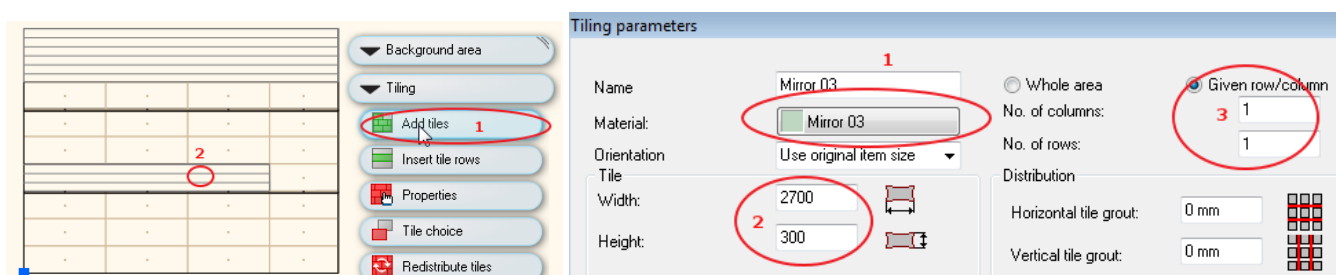 Background area
Tiling
Add tiles 1
Insert tile rows
Properties
Tile choice
Redistribute tiles
2
Tiling parameters
1
Name Mirror 03
Material: Mirror 03
Orientation Use original item size
Tile
Width: 2700
2
Height: 300
Whole area Given row/column
No. of columns: 3 1
No. of rows: 1
Distribution
Horizontal tile grout: 0 mm
Vertical tile grout: 0 mm